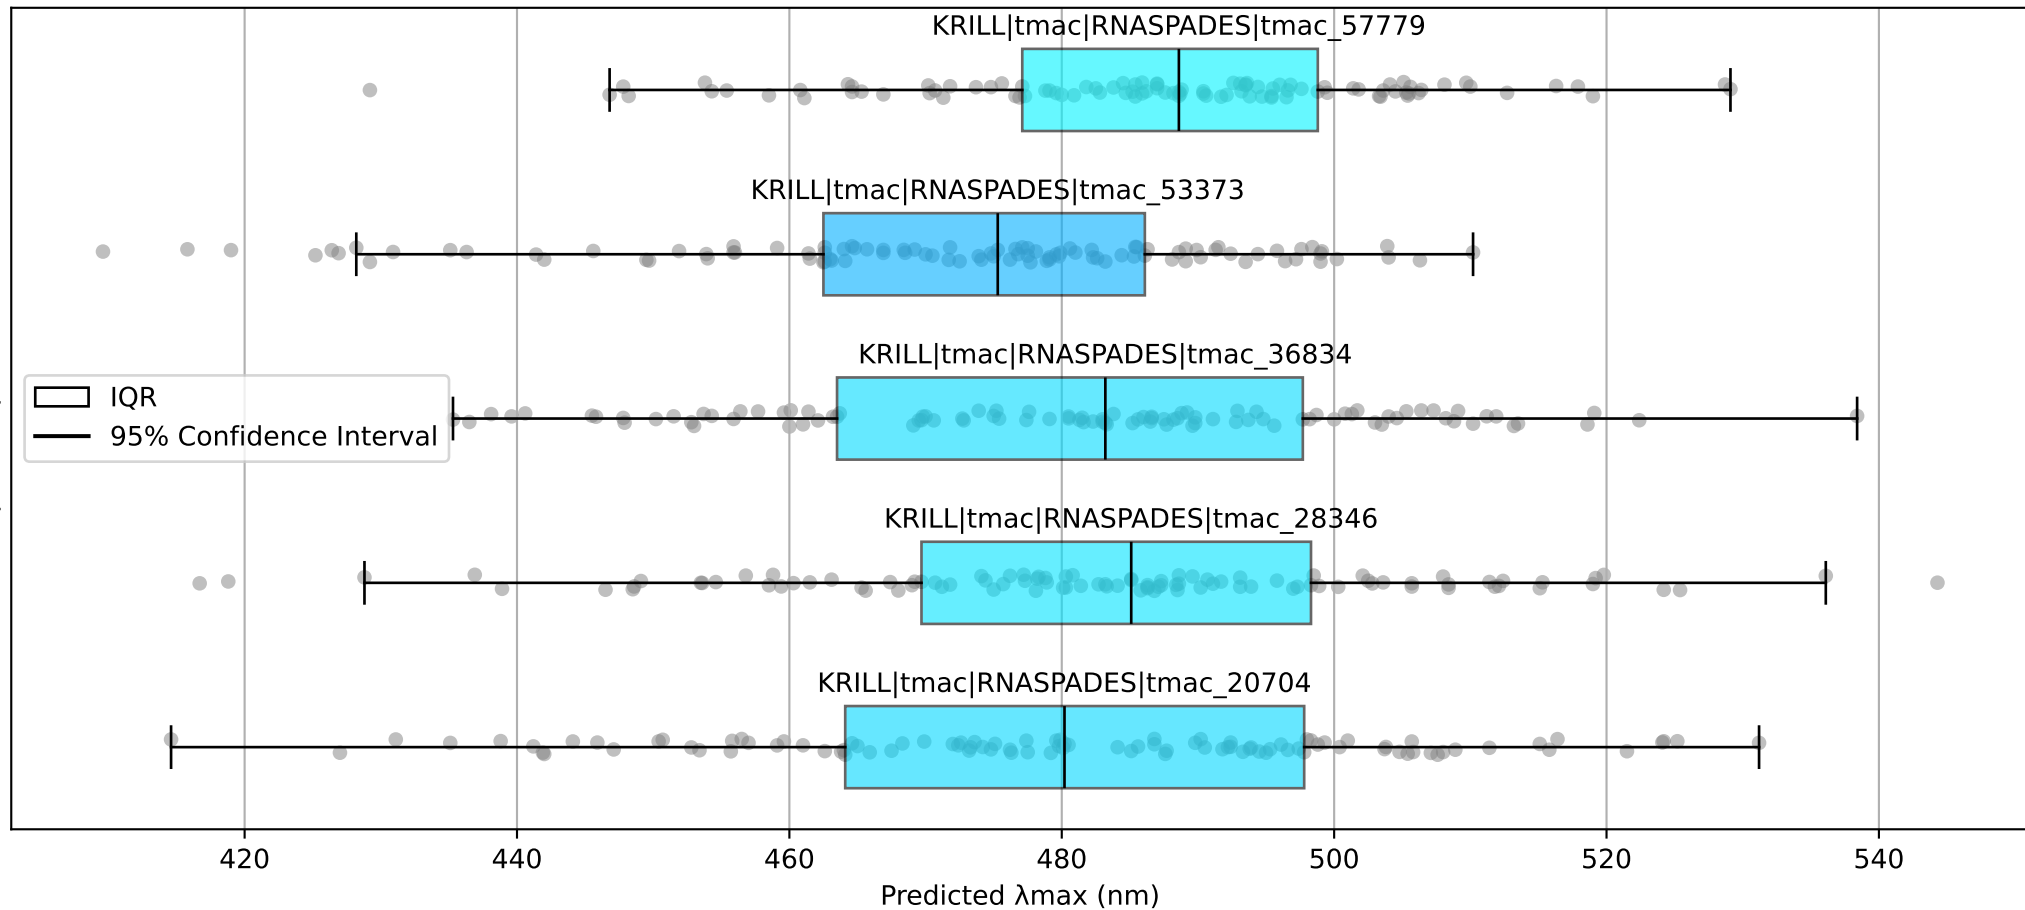 KRILL|tmac|RNASPADES|tmac_57779
KRILL|tmac|RNASPADES|tmac_53373
KRILL|tmac|RNASPADES|tmac_36834
IQR
95% Confidence Interval
KRILL|tmac|RNASPADES|tmac_28346
KRILL|tmac|RNASPADES|tmac_20704
420 440 460 480 500 520 540
Predicted λmax (nm)